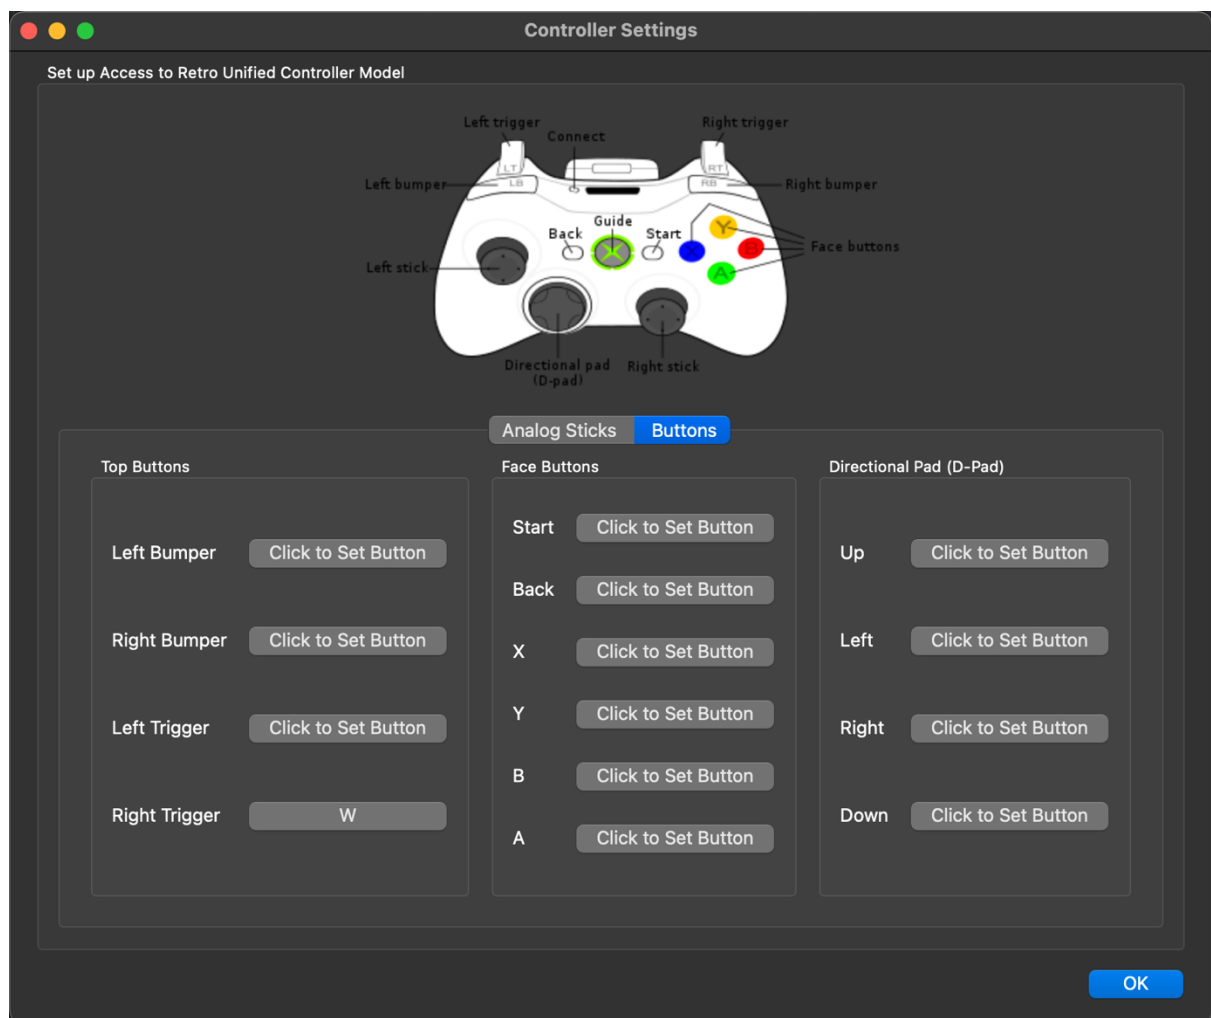 Controller Settings
Set up Access to Retro Unified Controller Model
Left trigger
Right trigger
Connect
LT
RT
Left bumper
LB
RB
Right bumper
Guide
Back
Start
Y
X
B
Face buttons
A
Left stick
Directional pad
(D-pad)
Right stick
Analog Sticks
Buttons
Top Buttons
Left Bumper Click to Set Button
Right Bumper Click to Set Button
Left Trigger Click to Set Button
Right Trigger W
Face Buttons
Start Click to Set Button
Back Click to Set Button
X Click to Set Button
Y Click to Set Button
B Click to Set Button
A Click to Set Button
Directional Pad (D-Pad)
Up Click to Set Button
Left Click to Set Button
Right Click to Set Button
Down Click to Set Button
OK